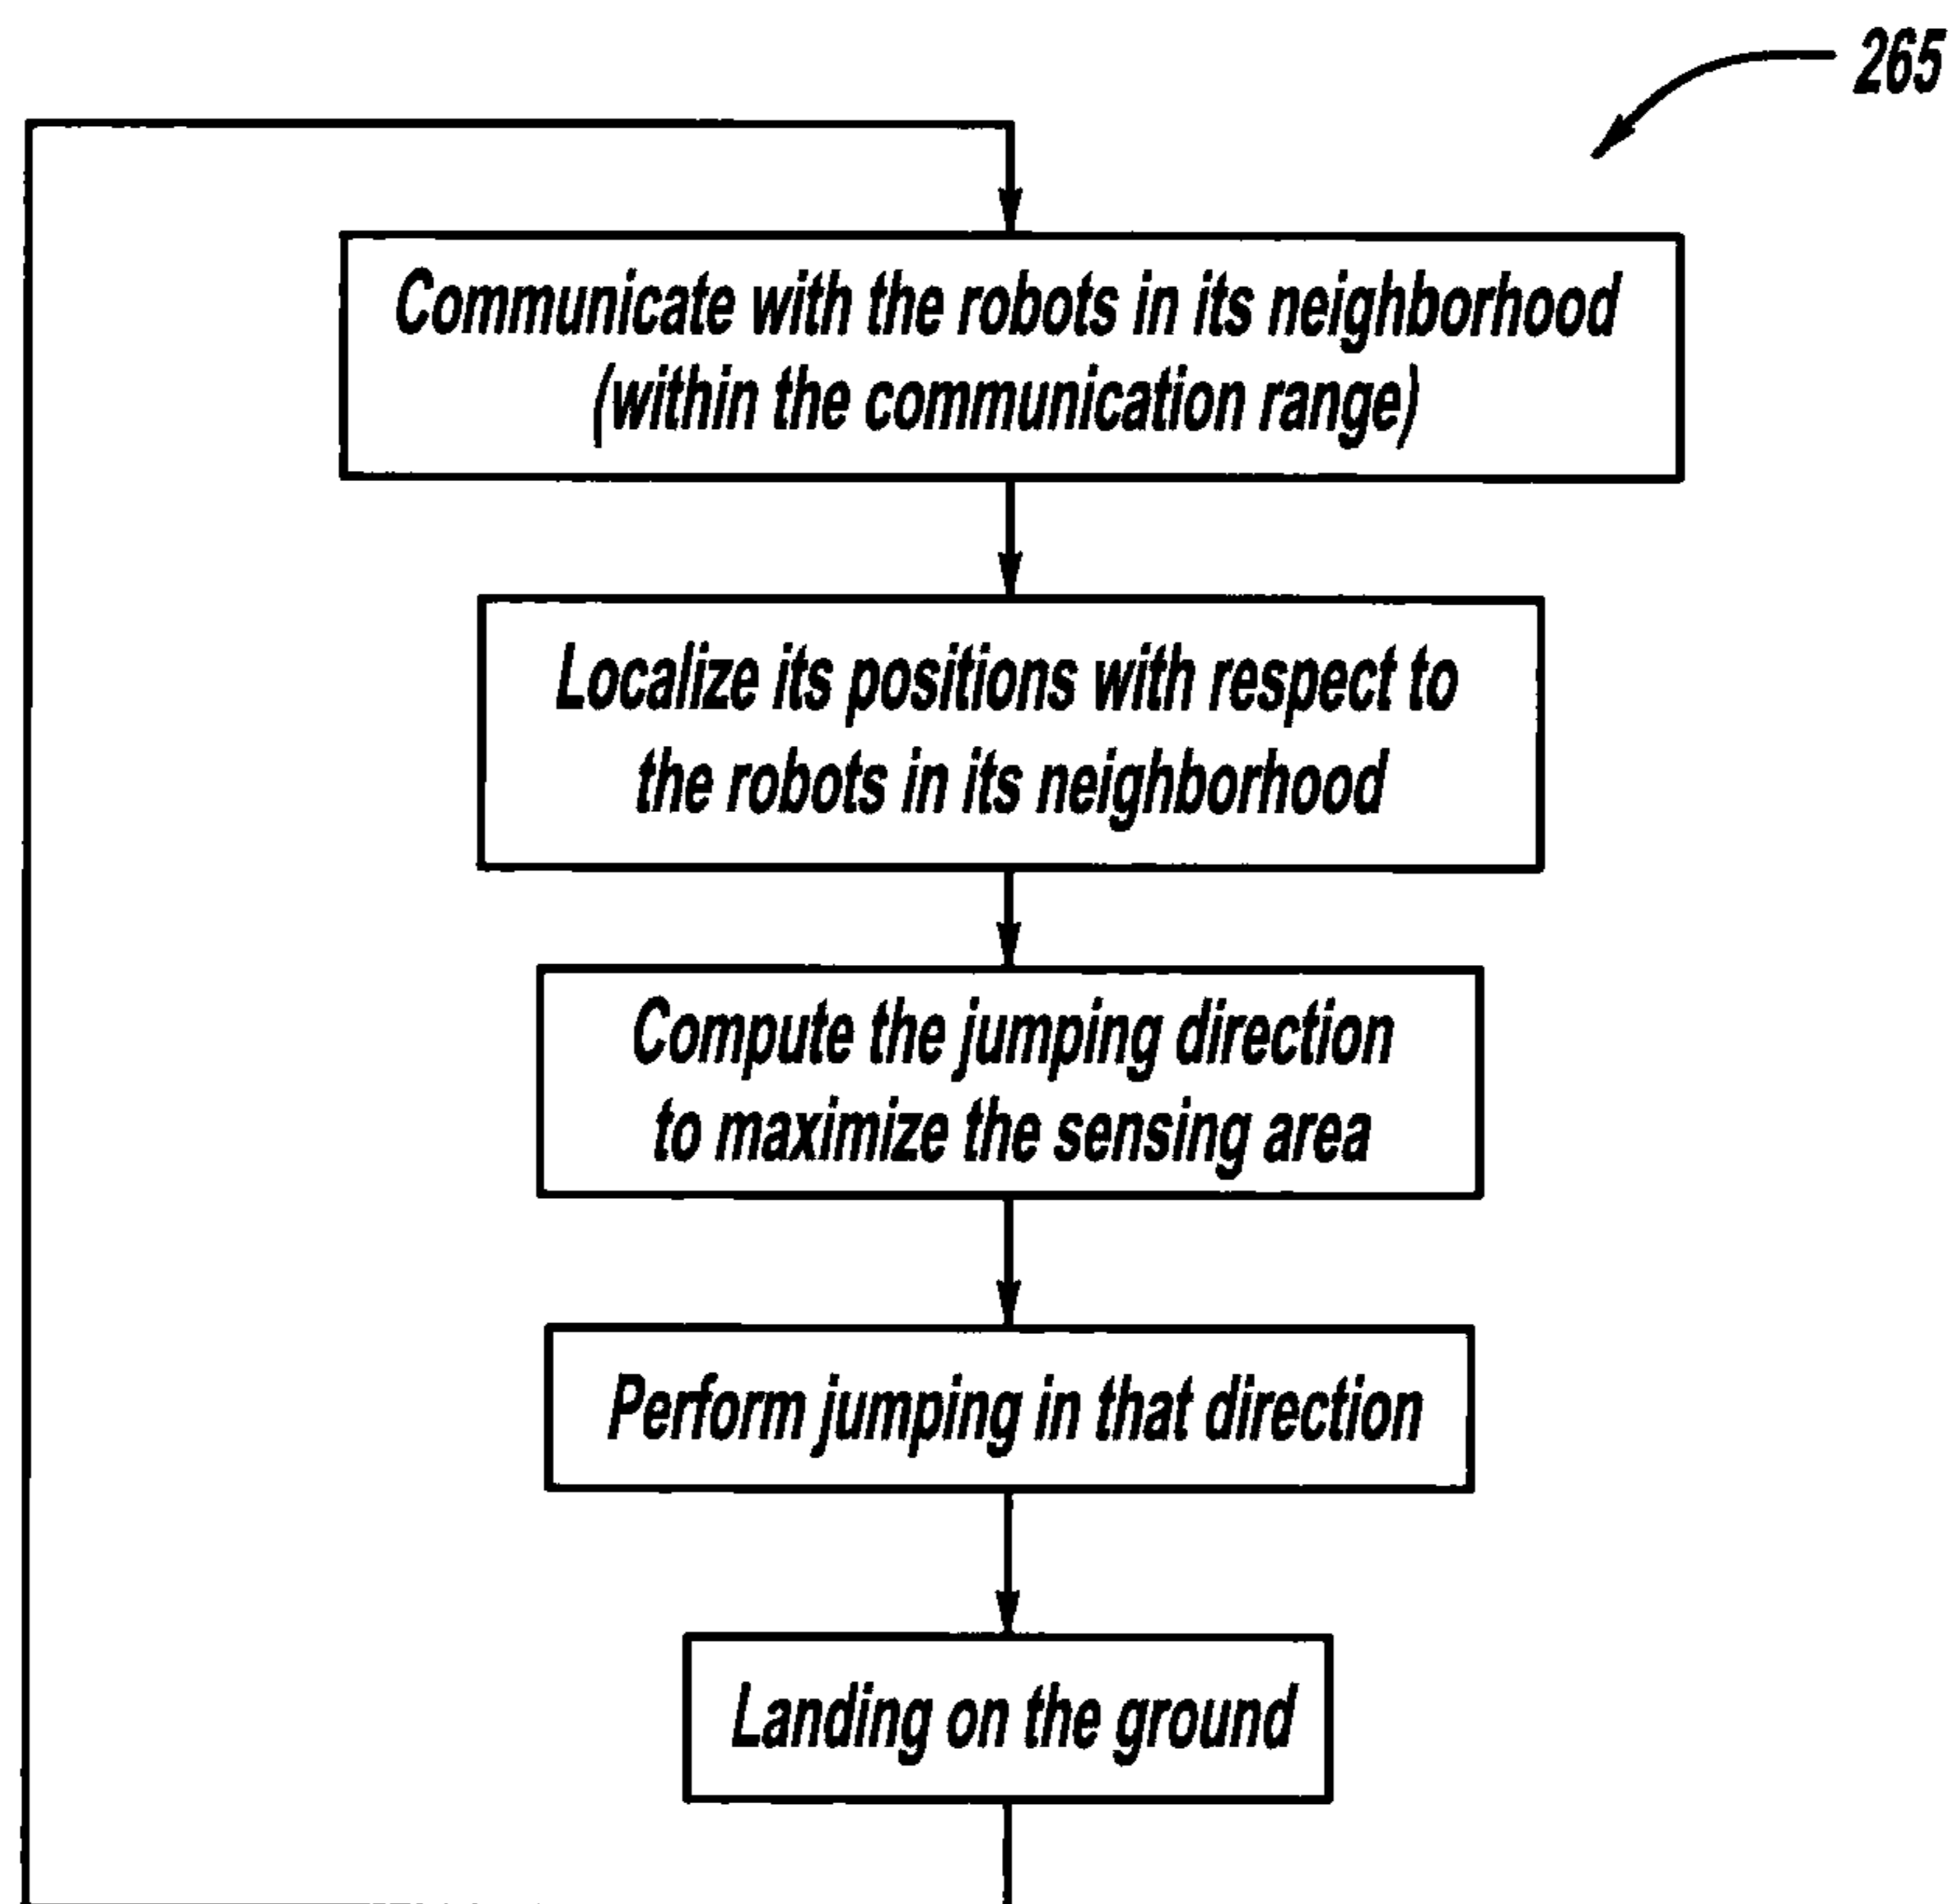 265
Communicate with the robots in its neighborhood
(within the communication range)
Localize its positions with respect to
the robots in its neighborhood
Compute the jumping direction
to maximize the sensing area
Perform jumping in that direction
Landing on the ground